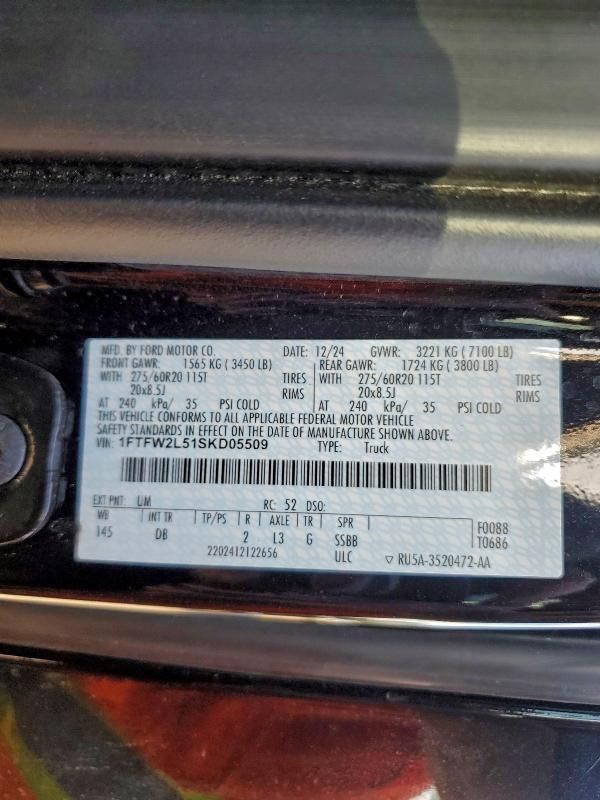 MFD. BY FORD MOTOR CO. DATE: 12/24 GVWR: 3221 KG ( 7100 LB)
FRONT GAWR: 1565 KG ( 3450 LB) REAR GAWR: 1724 KG ( 3800 LB)
WITH 275/60R20 115T TIRES WITH 275/60R20 115T TIRES
20x8.5J RIMS 20x8.5J RIMS
AT 240 kPa/ 35 PSI COLD AT 240 kPa/ 35 PSI COLD
THIS VEHICLE CONFORMS TO ALL APPLICABLE FEDERAL MOTOR VEHICLE
SAFETY STANDARDS IN EFFECT ON THE DATE OF MANUFACTURE SHOWN ABOVE.
VIN: 1FTFW2L51SKD05509 TYPE: Truck
EXT PNT: UM RC: 52 DSO:
WB INT TR TP/PS R AXLE TR SPR F0088
145 DB 2 L3 G SSBB T0686
2202412122656 ULC ▽ RU5A-3520472-AA